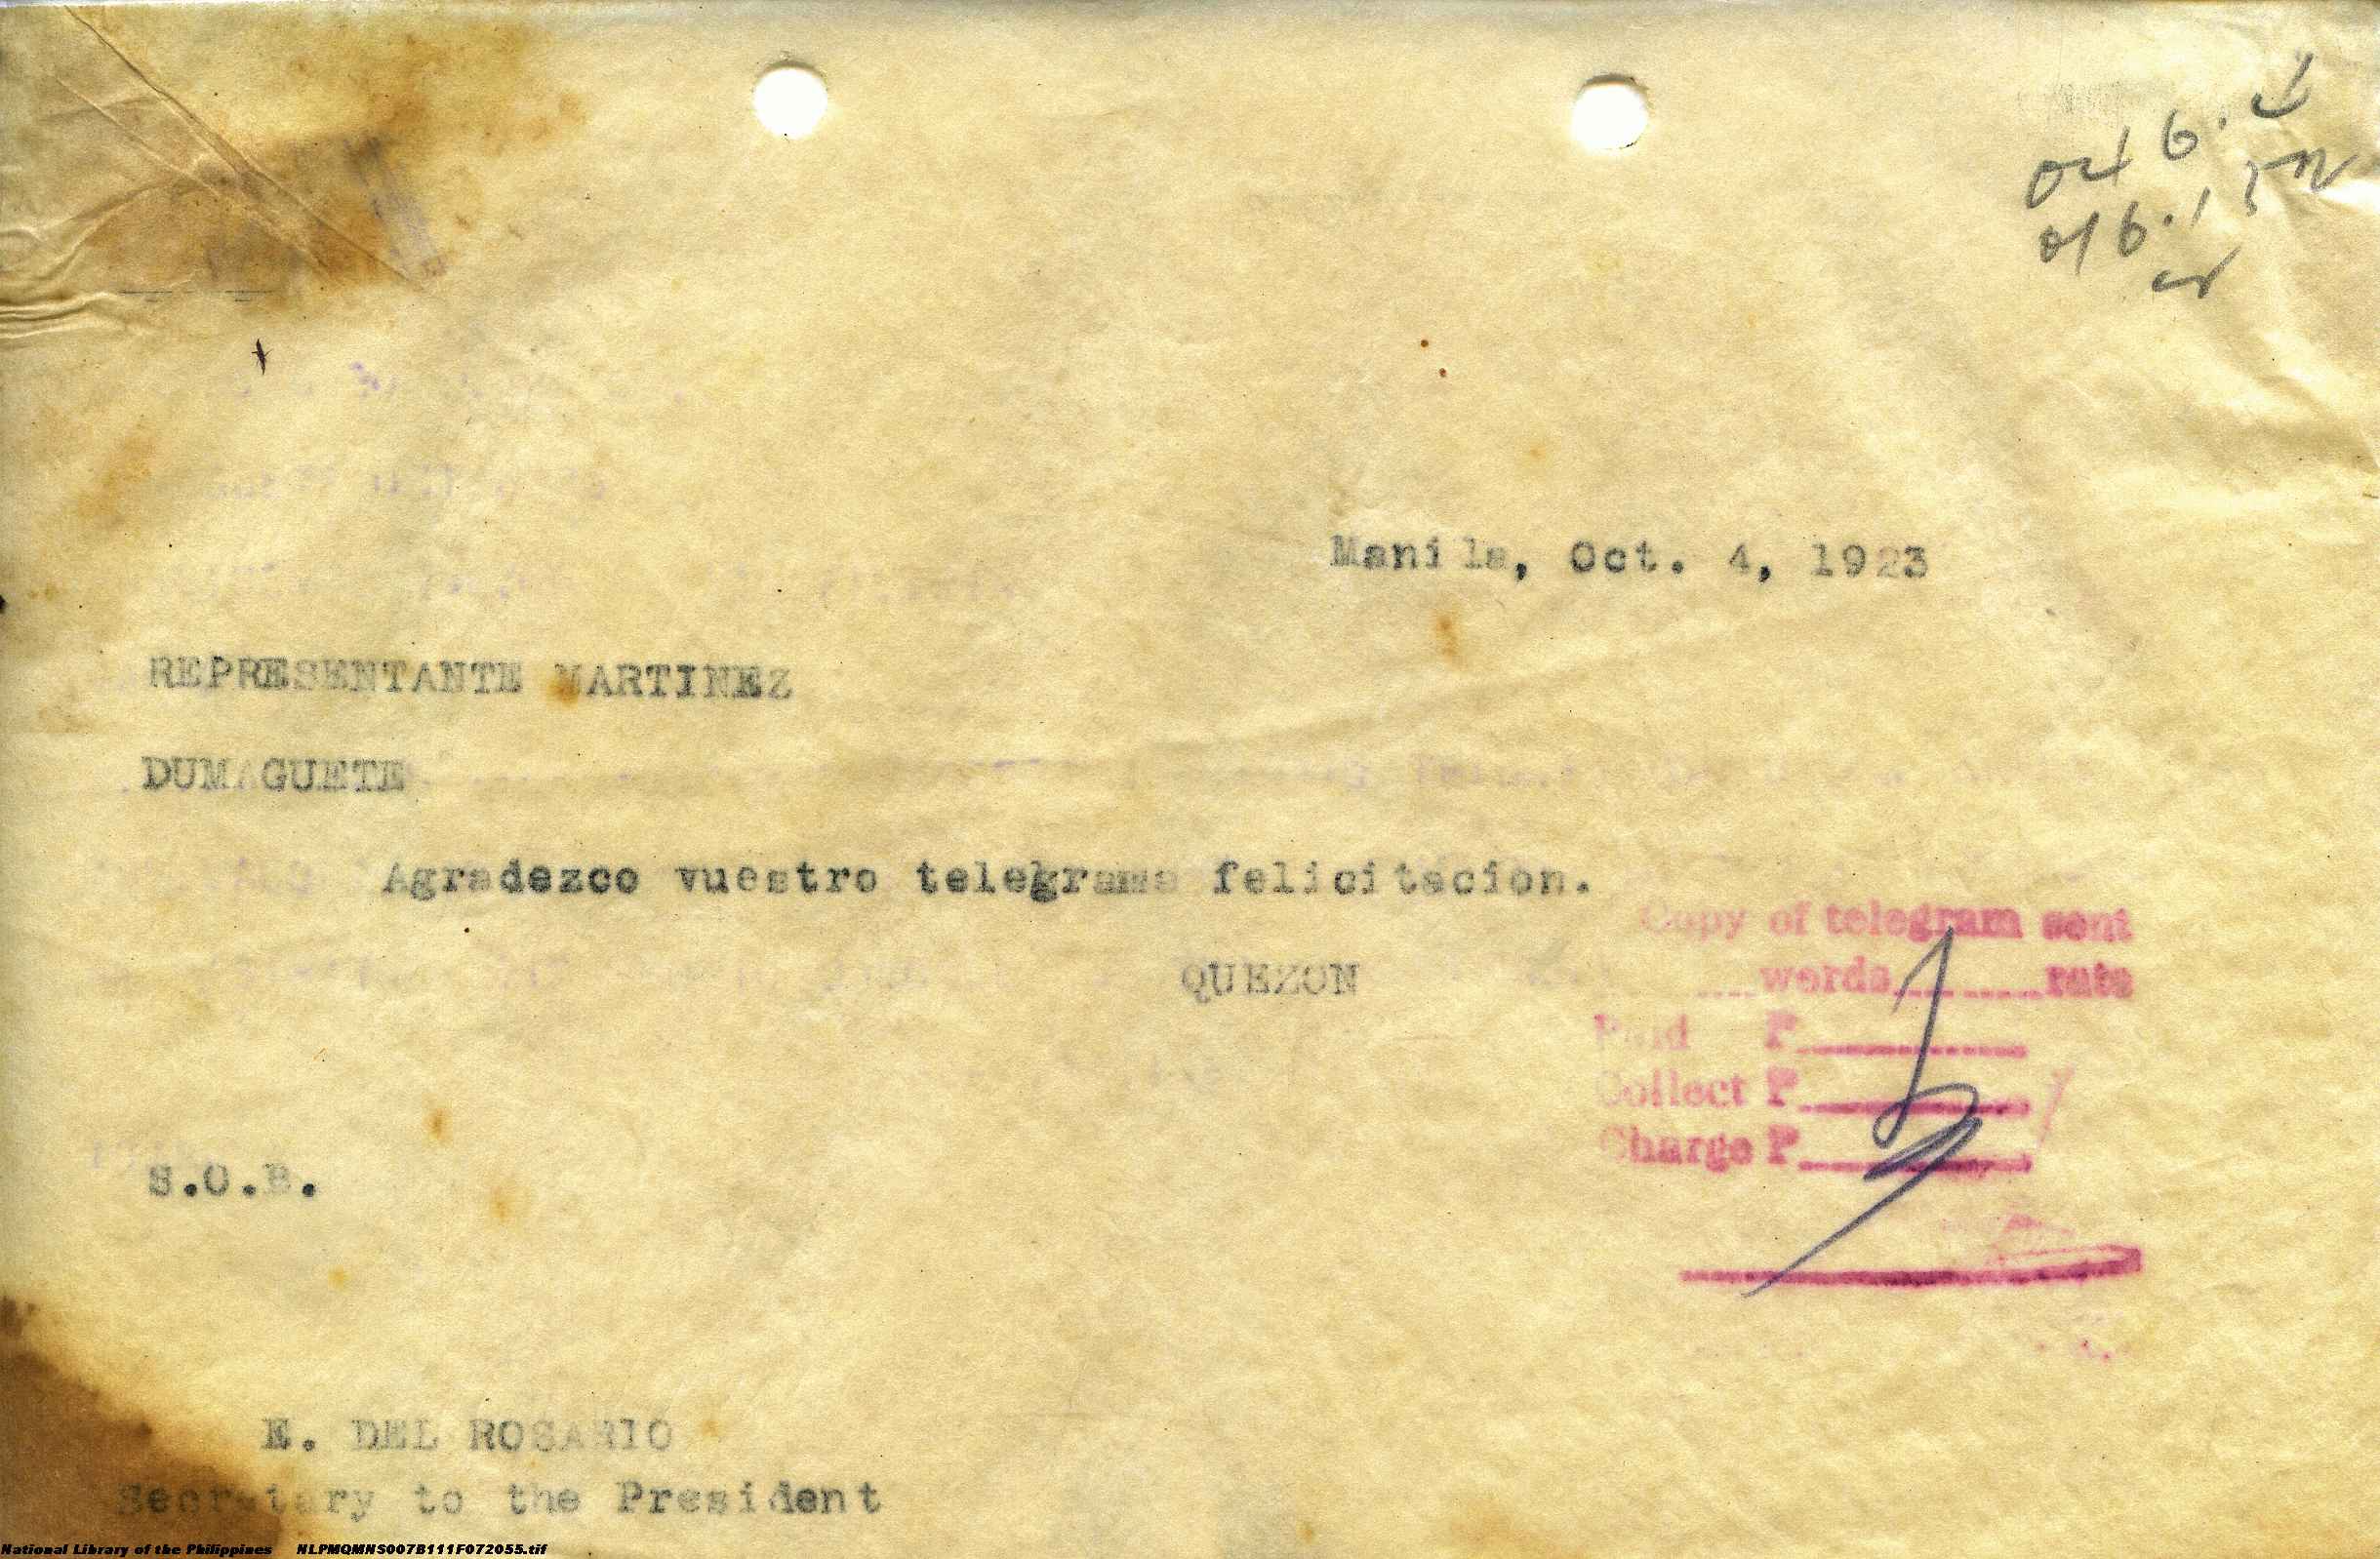 Manila, Oct. 4, 1923
REPRESENTANTE MARTINEZ
DUMAGUETE
Agradezco vuestro telegrama felicitacion.
QUEZON
Copy of telegram sent
words rate
Paid P
Collect P
Charge P
S.O.B.
E. DEL ROSARIO
Secretary to the President
National Library of the Philippines NLPMQMNS007B111F072055.tif